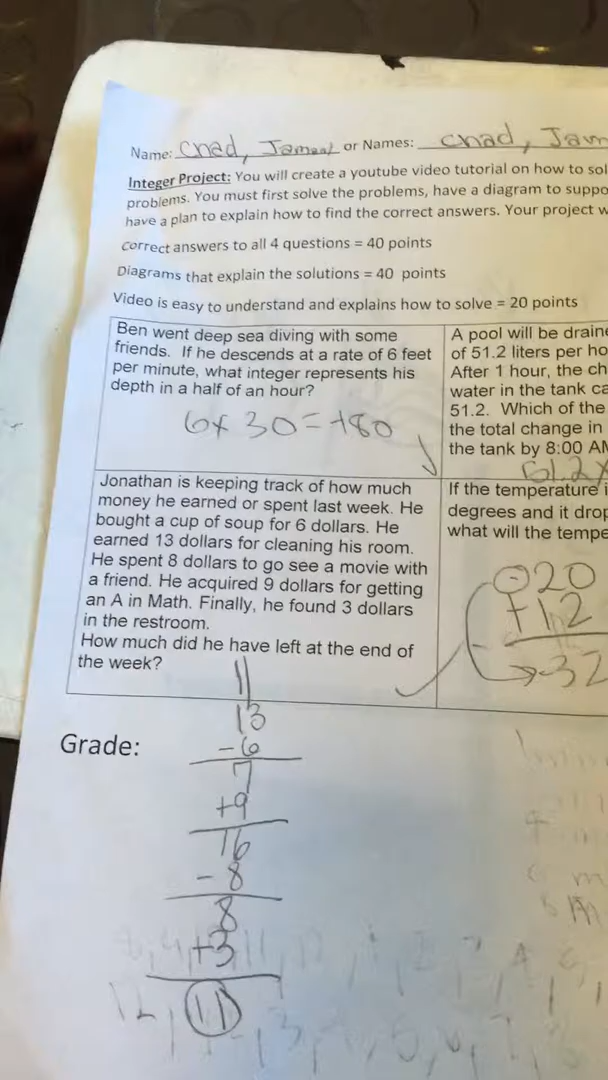 Name: Chad, Jameal or Names: Chad, Jam
Integer Project: You will create a youtube video tutorial on how to sol
problems. You must first solve the problems, have a diagram to suppo
have a plan to explain how to find the correct answers. Your project w
Correct answers to all 4 questions = 40 points
Diagrams that explain the solutions = 40 points
Video is easy to understand and explains how to solve = 20 points
Ben went deep sea diving with some
friends. If he descends at a rate of 6 feet
per minute, what integer represents his
depth in a half of an hour?
6x 30=-180
A pool will be draine
of 51.2 liters per ho
After 1 hour, the ch
water in the tank ca
51.2. Which of the
the total change in
the tank by 8:00 AM
51.2x
Jonathan is keeping track of how much
money he earned or spent last week. He
bought a cup of soup for 6 dollars. He
earned 13 dollars for cleaning his room.
He spent 8 dollars to go see a movie with
a friend. He acquired 9 dollars for getting
an A in Math. Finally, he found 3 dollars
in the restroom.
How much did he have left at the end of
the week?
11
If the temperature i
degrees and it drop
what will the tempe
-20
+12
-32
Grade:
13
-6
7
+9
16
-8
8
+3
11